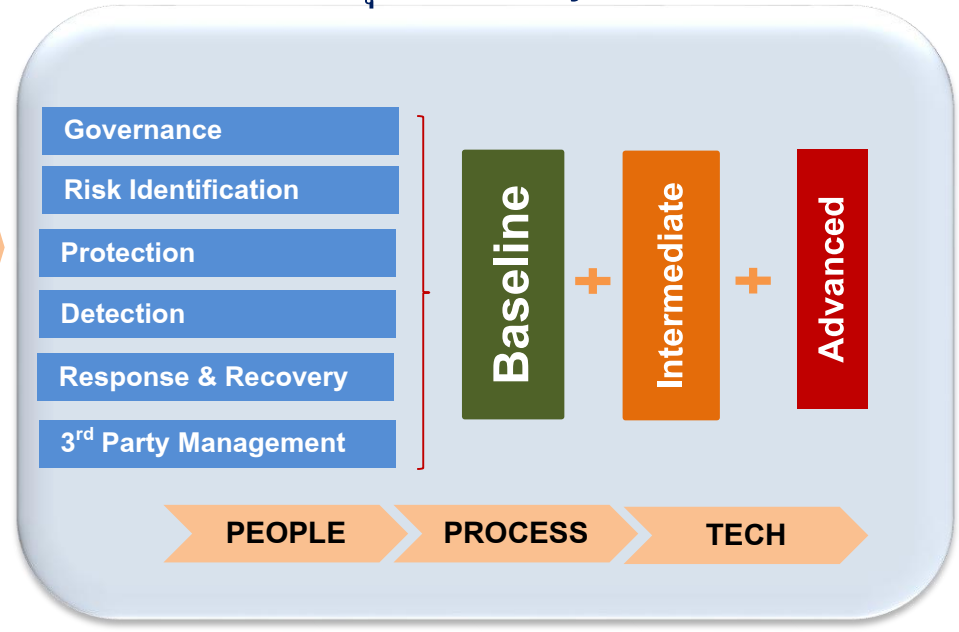 Governance
Risk Identification
Protection
Detection
Response & Recovery
3rd Party Management
Baseline
+
Intermediate
+
Advanced
PEOPLE
PROCESS
TECH